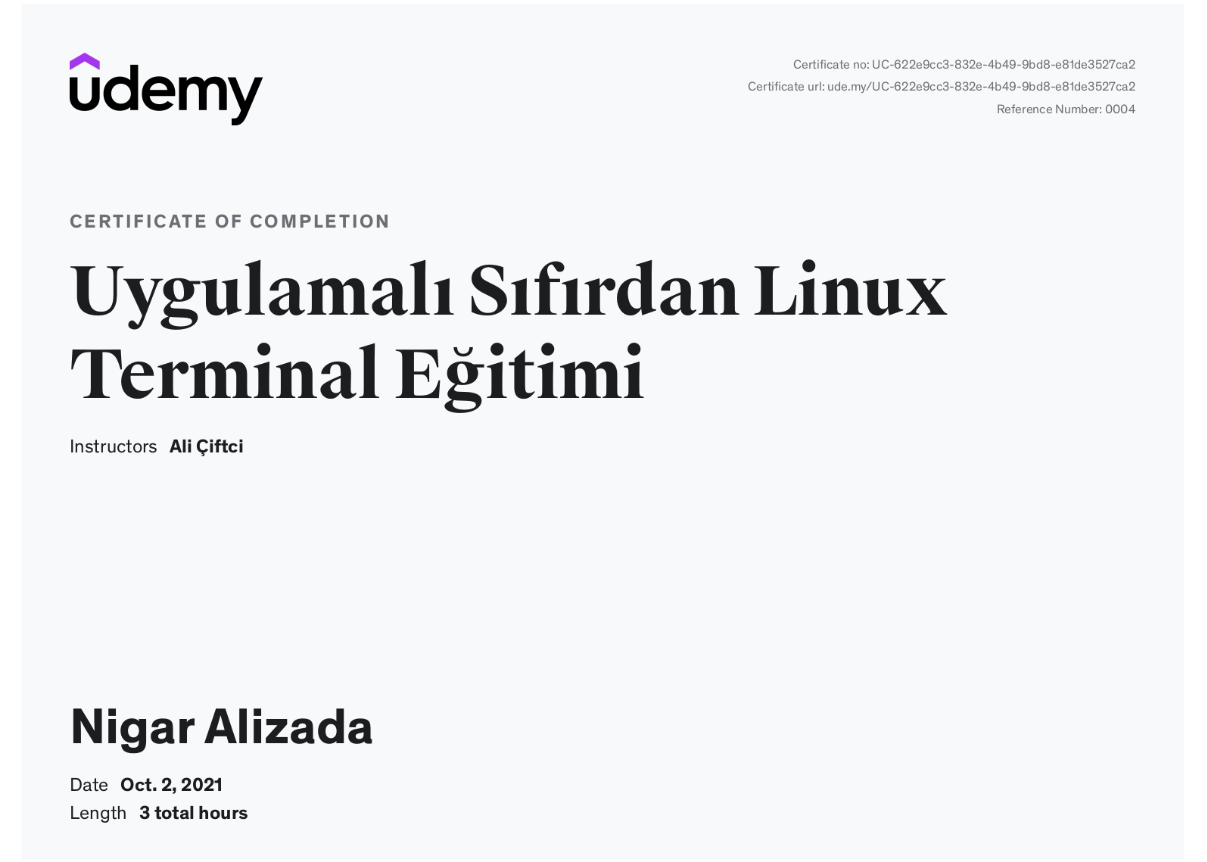 udemy
Certificate no: UC-622e9cc3-832e-4b49-9bd8-e81de3527ca2
Certificate url: ude.my/UC-622e9cc3-832e-4b49-9bd8-e81de3527ca2
Reference Number: 0004
CERTIFICATE OF COMPLETION
Uygulamalı Sıfırdan Linux
Terminal Eğitimi
Instructors Ali Çiftci
Nigar Alizada
Date Oct. 2, 2021
Length 3 total hours